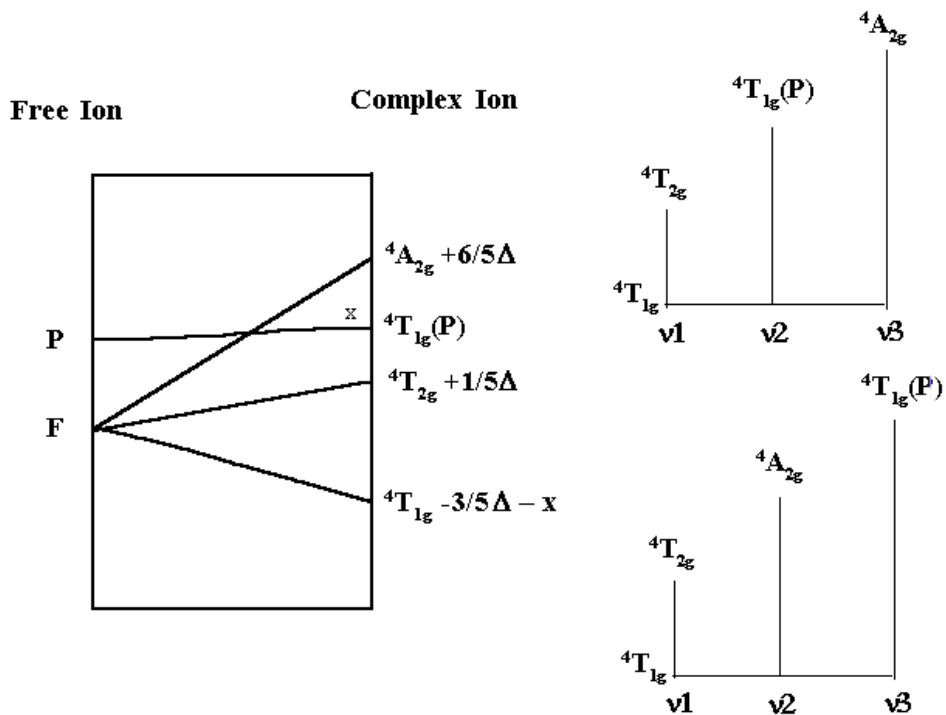 Free Ion
Complex Ion
P
F
⁴A₂g +6/5Δ
x
⁴T₁g(P)
⁴T₂g +1/5Δ
⁴T₁g -3/5Δ – x
⁴A₂g
⁴T₁g(P)
⁴T₂g
⁴T₁g
ν1 ν2 ν3
⁴T₁g(P)
⁴A₂g
⁴T₂g
⁴T₁g
ν1 ν2 ν3